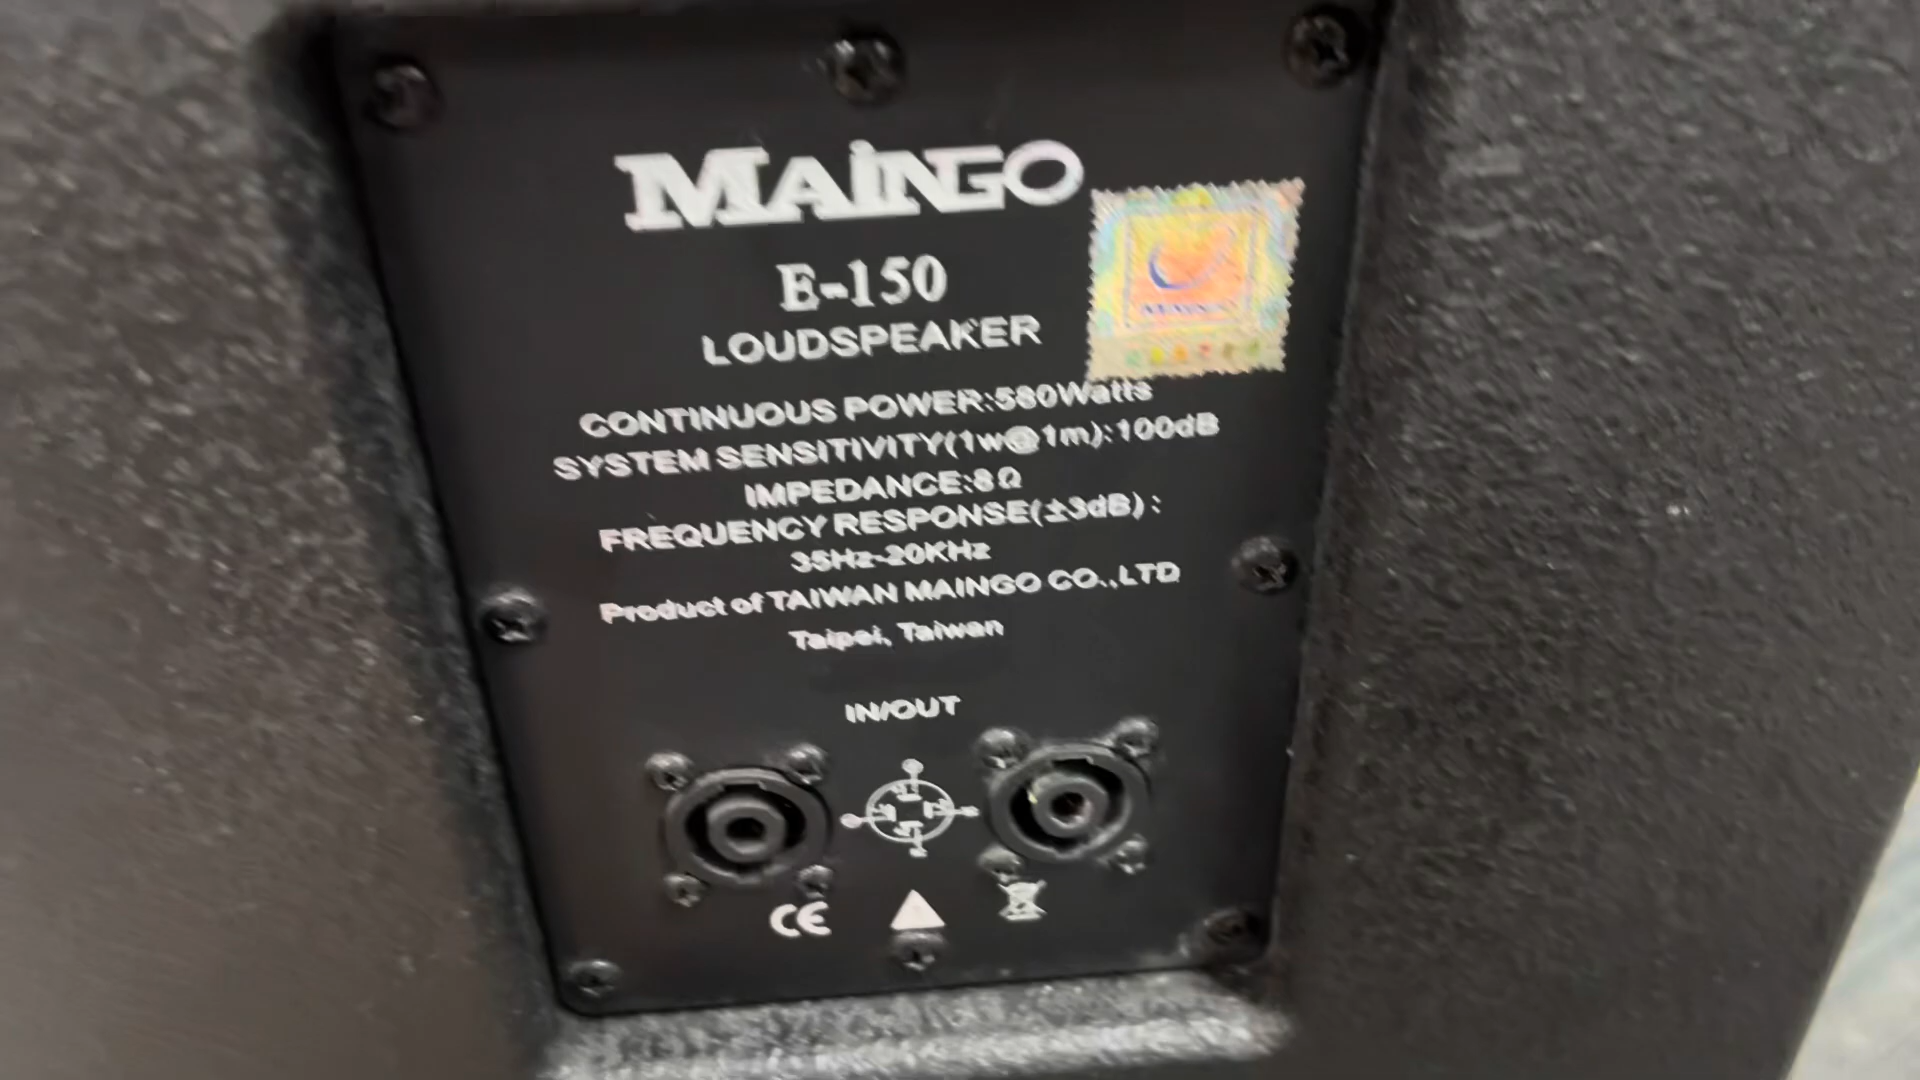 MAiNGO
E-150
LOUDSPEAKER
CONTINUOUS POWER:580Watts
SYSTEM SENSITIVITY(1w@1m):100dB
IMPEDANCE:8Ω
FREQUENCY RESPONSE(±3dB):
35Hz-20KHz
Product of TAIWAN MAINGO CO.,LTD
Taipei, Taiwan
IN/OUT
CE